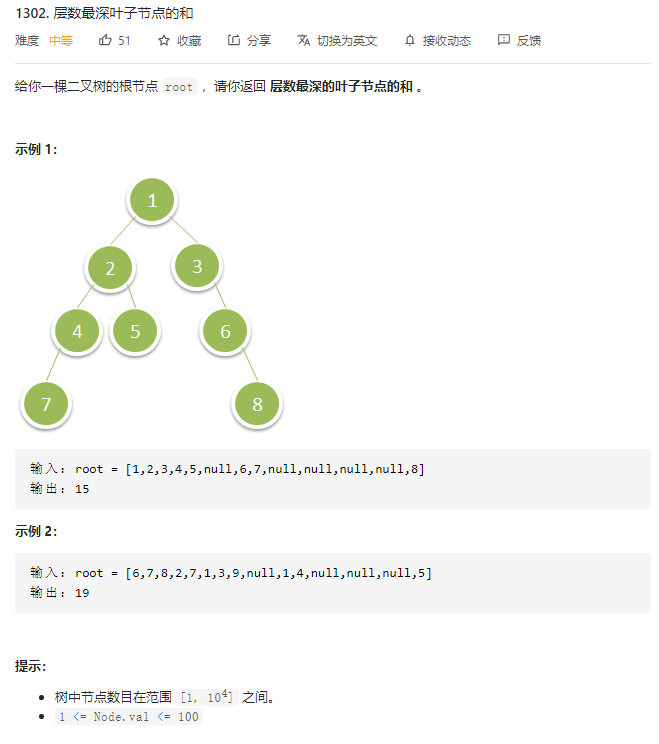 1302. 层数最深叶子节点的和
难度 中等 51 收藏 分享 切换为英文 接收动态 反馈
给你一棵二叉树的根节点 root ，请你返回 层数最深的叶子节点的和 。
示例 1：
1
2 3
4 5 6
7 8
输入：root = [1,2,3,4,5,null,6,7,null,null,null,null,8]
输出：15
示例 2：
输入：root = [6,7,8,2,7,1,3,9,null,1,4,null,null,null,5]
输出：19
提示：
树中节点数目在范围 [1, 10⁴] 之间。
1 <= Node.val <= 100